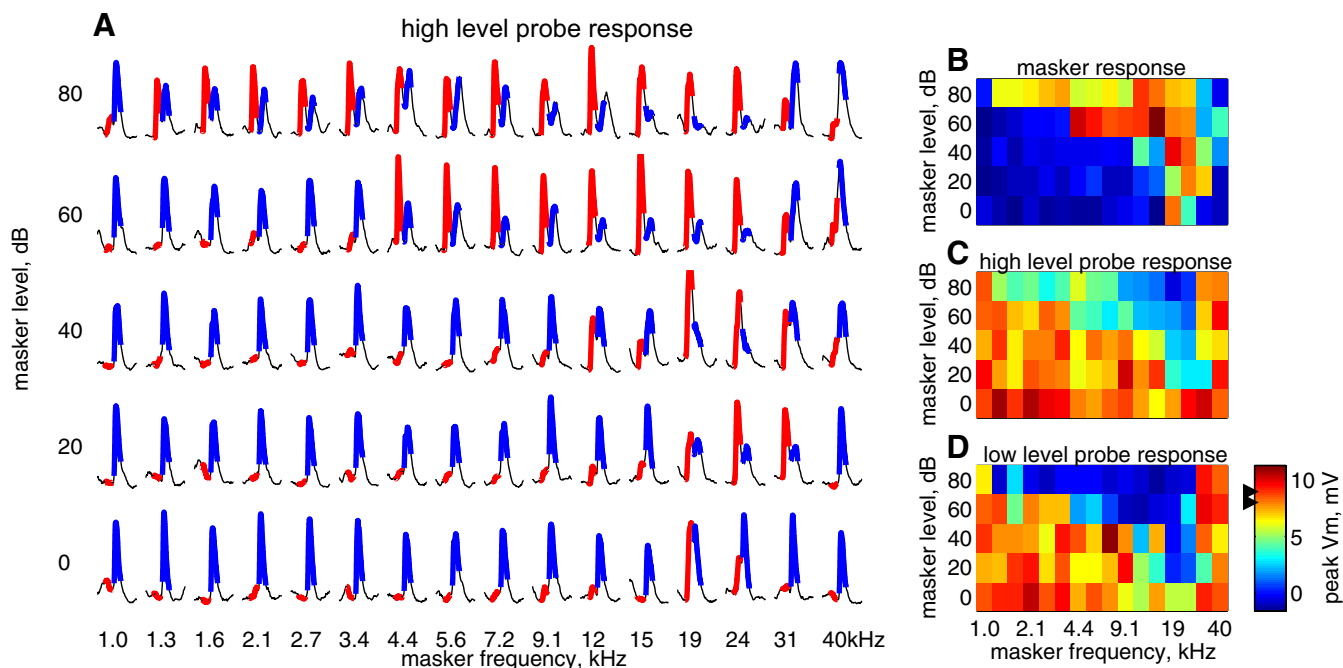 A
high level probe response
masker level, dB
80
60
40
20
0
1.0 1.3 1.6 2.1 2.7 3.4 4.4 5.6 7.2 9.1 12 15 19 24 31 40kHz
masker frequency, kHz
B
masker response
masker level, dB
80
60
40
20
0
C
high level probe response
masker level, dB
80
60
40
20
0
D
low level probe response
masker level, dB
80
60
40
20
0
1.0 2.1 4.4 9.1 19 40
masker frequency, kHz
10
5
0
peak Vm, mV